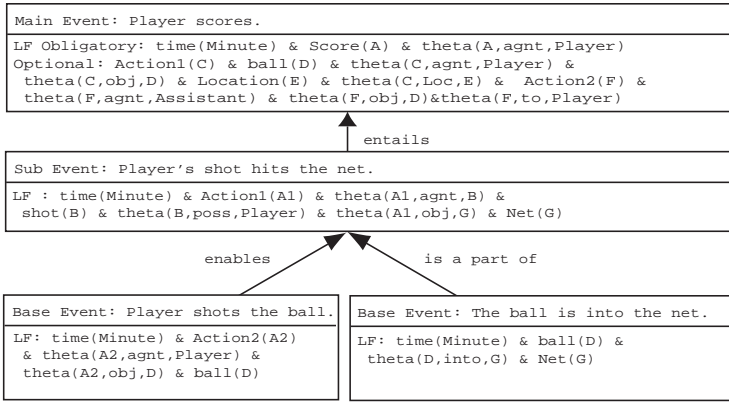 Main Event: Player scores.
LF Obligatory: time(Minute) & Score(A) & theta(A,agnt,Player)
Optional: Action1(C) & ball(D) & theta(C,agnt,Player) &
theta(C,obj,D) & Location(E) & theta(C,Loc,E) & Action2(F) &
theta(F,agnt,Assistant) & theta(F,obj,D)&theta(F,to,Player)
entails
Sub Event: Player's shot hits the net.
LF : time(Minute) & Action1(A1) & theta(A1,agnt,B) &
shot(B) & theta(B,poss,Player) & theta(A1,obj,G) & Net(G)
enables
is a part of
Base Event: Player shots the ball.
LF: time(Minute) & Action2(A2)
& theta(A2,agnt,Player) &
theta(A2,obj,D) & ball(D)
Base Event: The ball is into the net.
LF: time(Minute) & ball(D) &
theta(D,into,G) & Net(G)